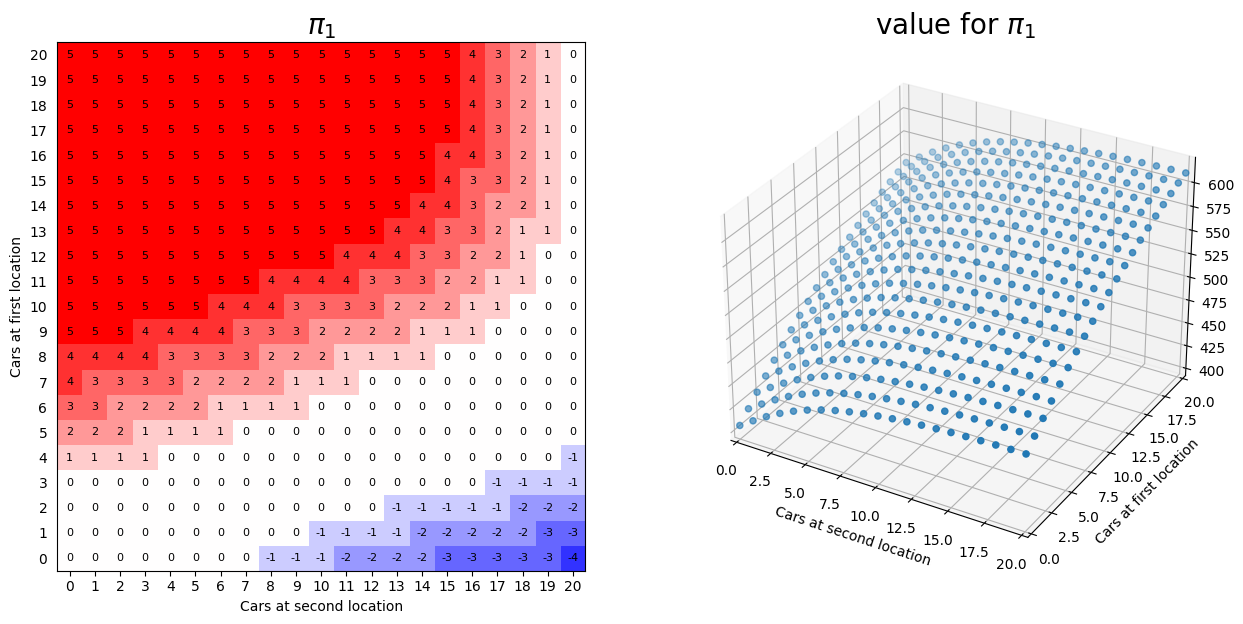 π1
20 5 5 5 5 5 5 5 5 5 5 5 5 5 5 5 5 4 3 2 1 0
19 5 5 5 5 5 5 5 5 5 5 5 5 5 5 5 5 4 3 2 1 0
18 5 5 5 5 5 5 5 5 5 5 5 5 5 5 5 5 4 3 2 1 0
17 5 5 5 5 5 5 5 5 5 5 5 5 5 5 5 5 4 3 2 1 0
16 5 5 5 5 5 5 5 5 5 5 5 5 5 5 5 4 4 3 2 1 0
15 5 5 5 5 5 5 5 5 5 5 5 5 5 5 5 4 3 3 2 1 0
14 5 5 5 5 5 5 5 5 5 5 5 5 5 5 4 4 3 2 2 1 0
13 5 5 5 5 5 5 5 5 5 5 5 5 5 4 4 3 3 2 1 1 0
12 5 5 5 5 5 5 5 5 5 5 5 4 4 4 3 3 2 2 1 0 0
11 5 5 5 5 5 5 5 5 4 4 4 4 3 3 3 2 2 1 1 0 0
10 5 5 5 5 5 5 4 4 4 3 3 3 3 2 2 2 1 1 0 0 0
9 5 5 5 4 4 4 4 3 3 3 2 2 2 2 1 1 1 0 0 0 0
8 4 4 4 4 3 3 3 3 2 2 2 1 1 1 1 0 0 0 0 0 0
7 4 3 3 3 3 2 2 2 2 1 1 1 0 0 0 0 0 0 0 0 0
6 3 3 2 2 2 2 1 1 1 1 0 0 0 0 0 0 0 0 0 0 0
5 2 2 2 1 1 1 1 0 0 0 0 0 0 0 0 0 0 0 0 0 0
4 1 1 1 1 0 0 0 0 0 0 0 0 0 0 0 0 0 0 0 0 -1
3 0 0 0 0 0 0 0 0 0 0 0 0 0 0 0 0 0 -1 -1 -1 -1
2 0 0 0 0 0 0 0 0 0 0 0 0 0 -1 -1 -1 -1 -1 -2 -2 -2
1 0 0 0 0 0 0 0 0 0 0 -1 -1 -1 -1 -2 -2 -2 -2 -2 -3 -3
0 0 0 0 0 0 0 0 0 -1 -1 -1 -2 -2 -2 -2 -3 -3 -3 -3 -3 -4
0 1 2 3 4 5 6 7 8 9 10 11 12 13 14 15 16 17 18 19 20
Cars at second location
Cars at first location
value for π1
600
575
550
525
500
475
450
425
400
0.0 2.5 5.0 7.5 10.0 12.5 15.0 17.5 20.0
Cars at second location
0.0 2.5 5.0 7.5 10.0 12.5 15.0 17.5 20.0
Cars at first location